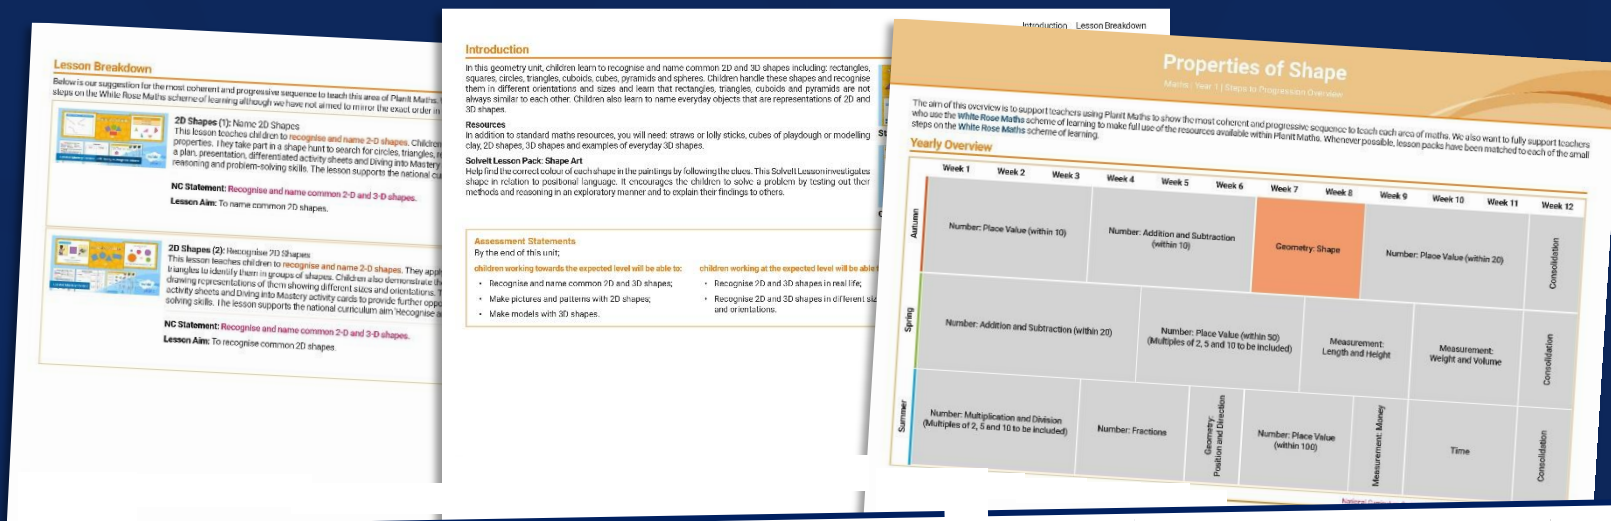 Lesson Breakdown
Below is our suggestion for the most coherent and progressive sequence to teach this area of PlanIt Maths.
steps on the White Rose Maths scheme of learning although we have not aimed to mirror the exact order in
2D Shapes (1): Name 2D Shapes
This lesson teaches children to recognise and name 2-D shapes. Children
properties. They take part in a shape hunt to search for circles, triangles,
a plan, presentation, differentiated activity sheets and Diving into Mastery
reasoning and problem-solving skills. The lesson supports the national
NC Statement: Recognise and name common 2-D and 3-D shapes.
Lesson Aim: To name common 2D shapes.
2D Shapes (2): Recognise 2D Shapes
This lesson teaches children to recognise and name 2-D shapes. They
triangles to identify them in groups of shapes. Children also demonstrate
drawing representations of them showing different sizes and orientations.
activity sheets and Diving into Mastery activity cards to provide further
solving skills. The lesson supports the national curriculum aim 'Recognise
NC Statement: Recognise and name common 2-D and 3-D shapes.
Lesson Aim: To recognise common 2D shapes.
Introduction Lesson Breakdown
Introduction
In this geometry unit, children learn to recognise and name common 2D and 3D shapes including: rectangles,
squares, circles, triangles, cuboids, cubes, pyramids and spheres. Children handle these shapes and recognise
them in different orientations and sizes and learn that rectangles, triangles, cuboids and pyramids are not
always similar to each other. Children also learn to name everyday objects that are representations of 2D and
3D shapes.
Resources
In addition to standard maths resources, you will need: straws or lolly sticks, cubes of playdough or modelling
clay, 2D shapes, 3D shapes and examples of everyday 3D shapes.
SolveIt Lesson Pack: Shape Art
Help find the correct colour of each shape in the paintings by following the clues. This SolveIt Lesson investigates
shape in relation to positional language. It encourages the children to solve a problem by testing out their
methods and reasoning in an exploratory manner and to explain their findings to others.
Assessment Statements
By the end of this unit;
children working towards the expected level will be able to:
• Recognise and name common 2D and 3D shapes;
• Make pictures and patterns with 2D shapes;
• Make models with 3D shapes.
children working at the expected level will be able
• Recognise 2D and 3D shapes in real life;
• Recognise 2D and 3D shapes in different
and orientations.
Properties of Shape
Maths | Year 1 | Steps to Progression Overview
The aim of this overview is to support teachers using PlanIt Maths to show the most coherent and progressive sequence to teach each area of maths. We also want to fully support teachers
who use the White Rose Maths scheme of learning to make full use of the resources available within PlanIt Maths. Whenever possible, lesson packs have been matched to each of the small
steps on the White Rose Maths scheme of learning.
Yearly Overview
Week 1 Week 2 Week 3 Week 4 Week 5 Week 6 Week 7 Week 8 Week 9 Week 10 Week 11 Week 12
Autumn
Number: Place Value (within 10)
Number: Addition and Subtraction
(within 10)
Geometry: Shape
Number: Place Value (within 20)
Consolidation
Spring
Number: Addition and Subtraction (within 20)
Number: Place Value (within 50)
(Multiples of 2, 5 and 10 to be included)
Measurement:
Length and Height
Measurement:
Weight and Volume
Consolidation
Summer
Number: Multiplication and Division
(Multiples of 2, 5 and 10 to be included)
Number: Fractions
Geometry:
Position and Direction
Number: Place Value
(within 100)
Measurement: Money
Time
Consolidation